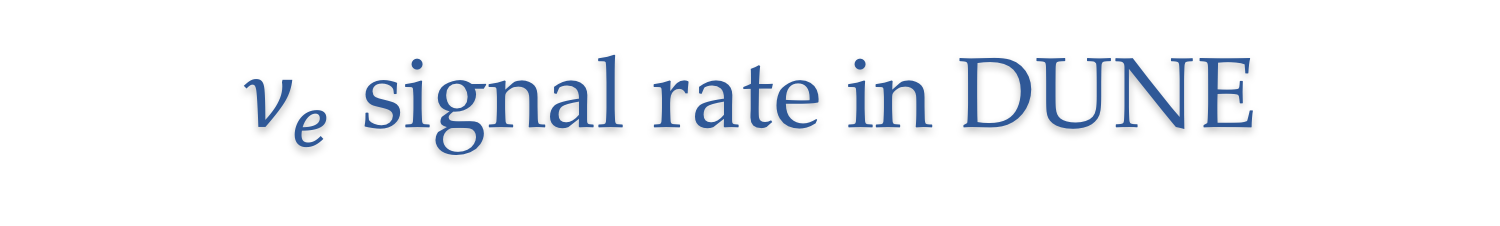 𝜈ₑ signal rate in DUNE